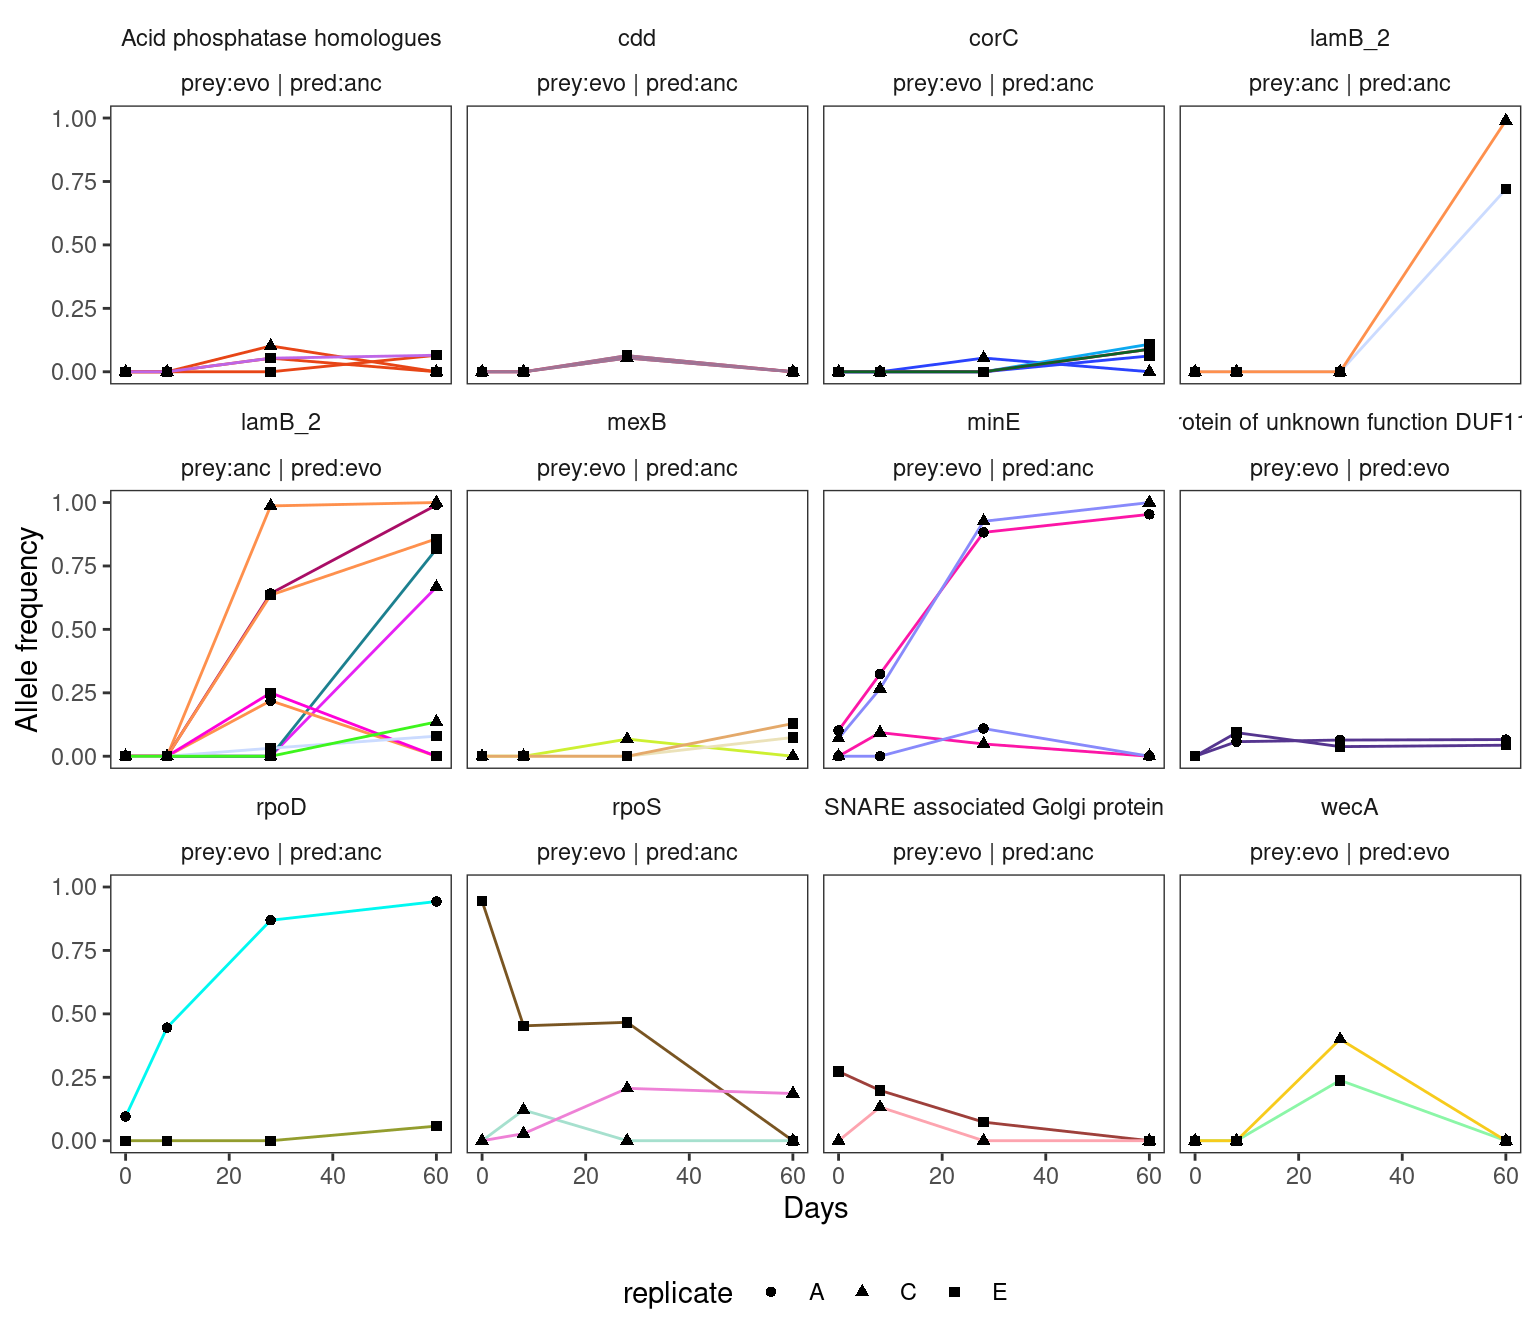 Acid phosphatase homologues cdd corC lamB_2
prey:evo | pred:anc prey:evo | pred:anc prey:evo | pred:anc prey:anc | pred:anc
1.00
0.75
0.50
0.25
0.00
lamB_2 mexB minE rotein of unknown function DUF1
prey:anc | pred:evo prey:evo | pred:anc prey:evo | pred:anc prey:evo | pred:evo
1.00
0.75
0.50
0.25
0.00
Allele frequency
rpoD rpoS SNARE associated Golgi protein wecA
prey:evo | pred:anc prey:evo | pred:anc prey:evo | pred:anc prey:evo | pred:evo
1.00
0.75
0.50
0.25
0.00
0 20 40 60 0 20 40 60 0 20 40 60 0 20 40 60
Days
replicate A C E